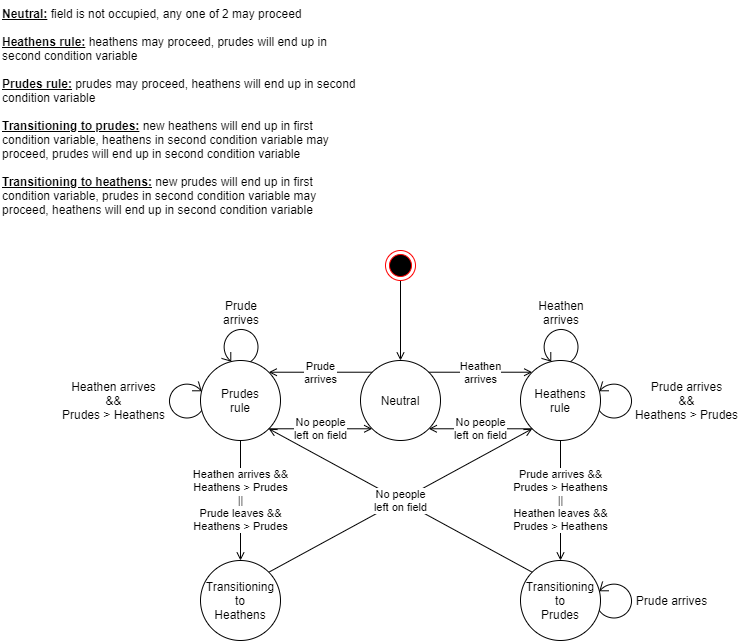 Neutral: field is not occupied, any one of 2 may proceed
Heathens rule: heathens may proceed, prudes will end up in
second condition variable
Prudes rule: prudes may proceed, heathens will end up in second
condition variable
Transitioning to prudes: new heathens will end up in first
condition variable, heathens in second condition variable may
proceed, prudes will end up in second condition variable
Transitioning to heathens: new prudes will end up in first
condition variable, prudes in second condition variable may
proceed, heathens will end up in second condition variable
Prude
arrives
Heathen
arrives
Prude
arrives
Heathen
arrives
Heathen arrives
&&
Prudes > Heathens
Prudes
rule
Neutral
Heathens
rule
Prude arrives
&&
Heathens > Prudes
No people
left on field
No people
left on field
Heathen arrives &&
Heathens > Prudes
||
Prude leaves &&
Heathens > Prudes
No people
left on field
Prude arrives &&
Prudes > Heathens
||
Heathen leaves &&
Prudes > Heathens
Transitioning
to
Heathens
Transitioning
to
Prudes
Prude arrives